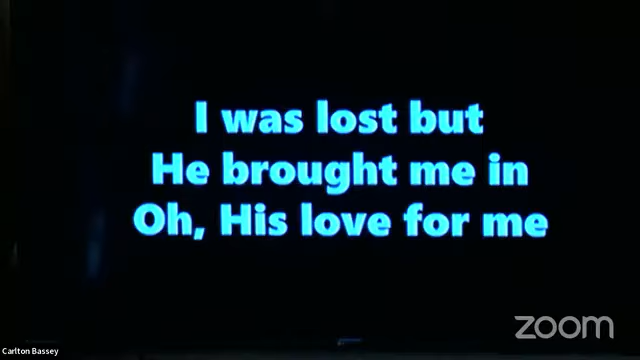 I was lost but
He brought me in
Oh, His love for me
zoom
Carlton Bassey